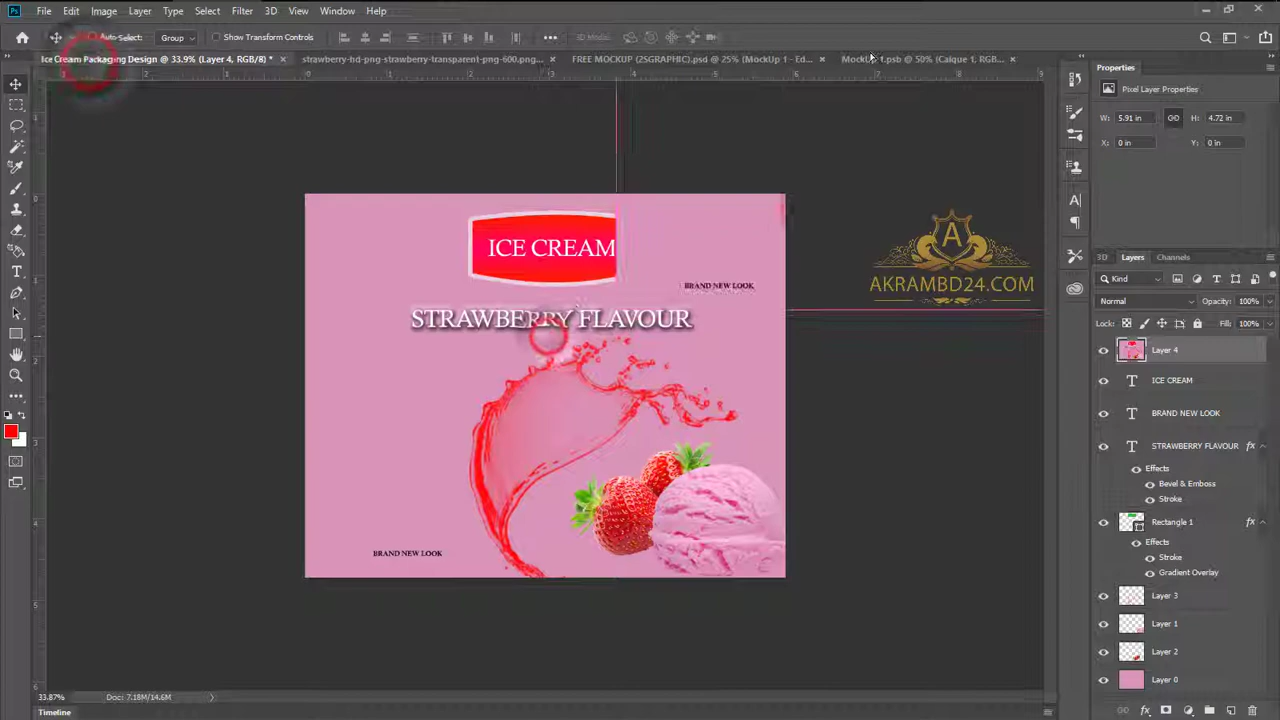 Ps File Edit Image Layer Type Select Filter 3D View Window Help
Auto-Select: Group Show Transform Controls 3D Mode:
Ice Cream Packaging Design @ 33.9% (Layer 4, RGB/8) * strawberry-hd-png-strawberry-transparent-png-600.png... FREE MOCKUP (ZSGRAPHIC).psd @ 25% (MockUp 1 - Ed... MockUp 1.psb @ 50% (Calque 1, RGB...
Properties
Pixel Layer Properties
W: 5.91 in H: 4.72 in
X: 0 in Y: 0 in
ICE CREAM
BRAND NEW LOOK
STRAWBERRY FLAVOUR
BRAND NEW LOOK
A
AKRAMBD24.COM
3D Layers Channels
Kind
Normal Opacity: 100%
Lock: Fill: 100%
Layer 4
T ICE CREAM
T BRAND NEW LOOK
T STRAWBERRY FLAVOUR fx
Effects
Bevel & Emboss
Stroke
Rectangle 1 fx
Effects
Stroke
Gradient Overlay
Layer 3
Layer 1
Layer 2
Layer 0
33.87% Doc: 7.18M/14.6M
Timeline